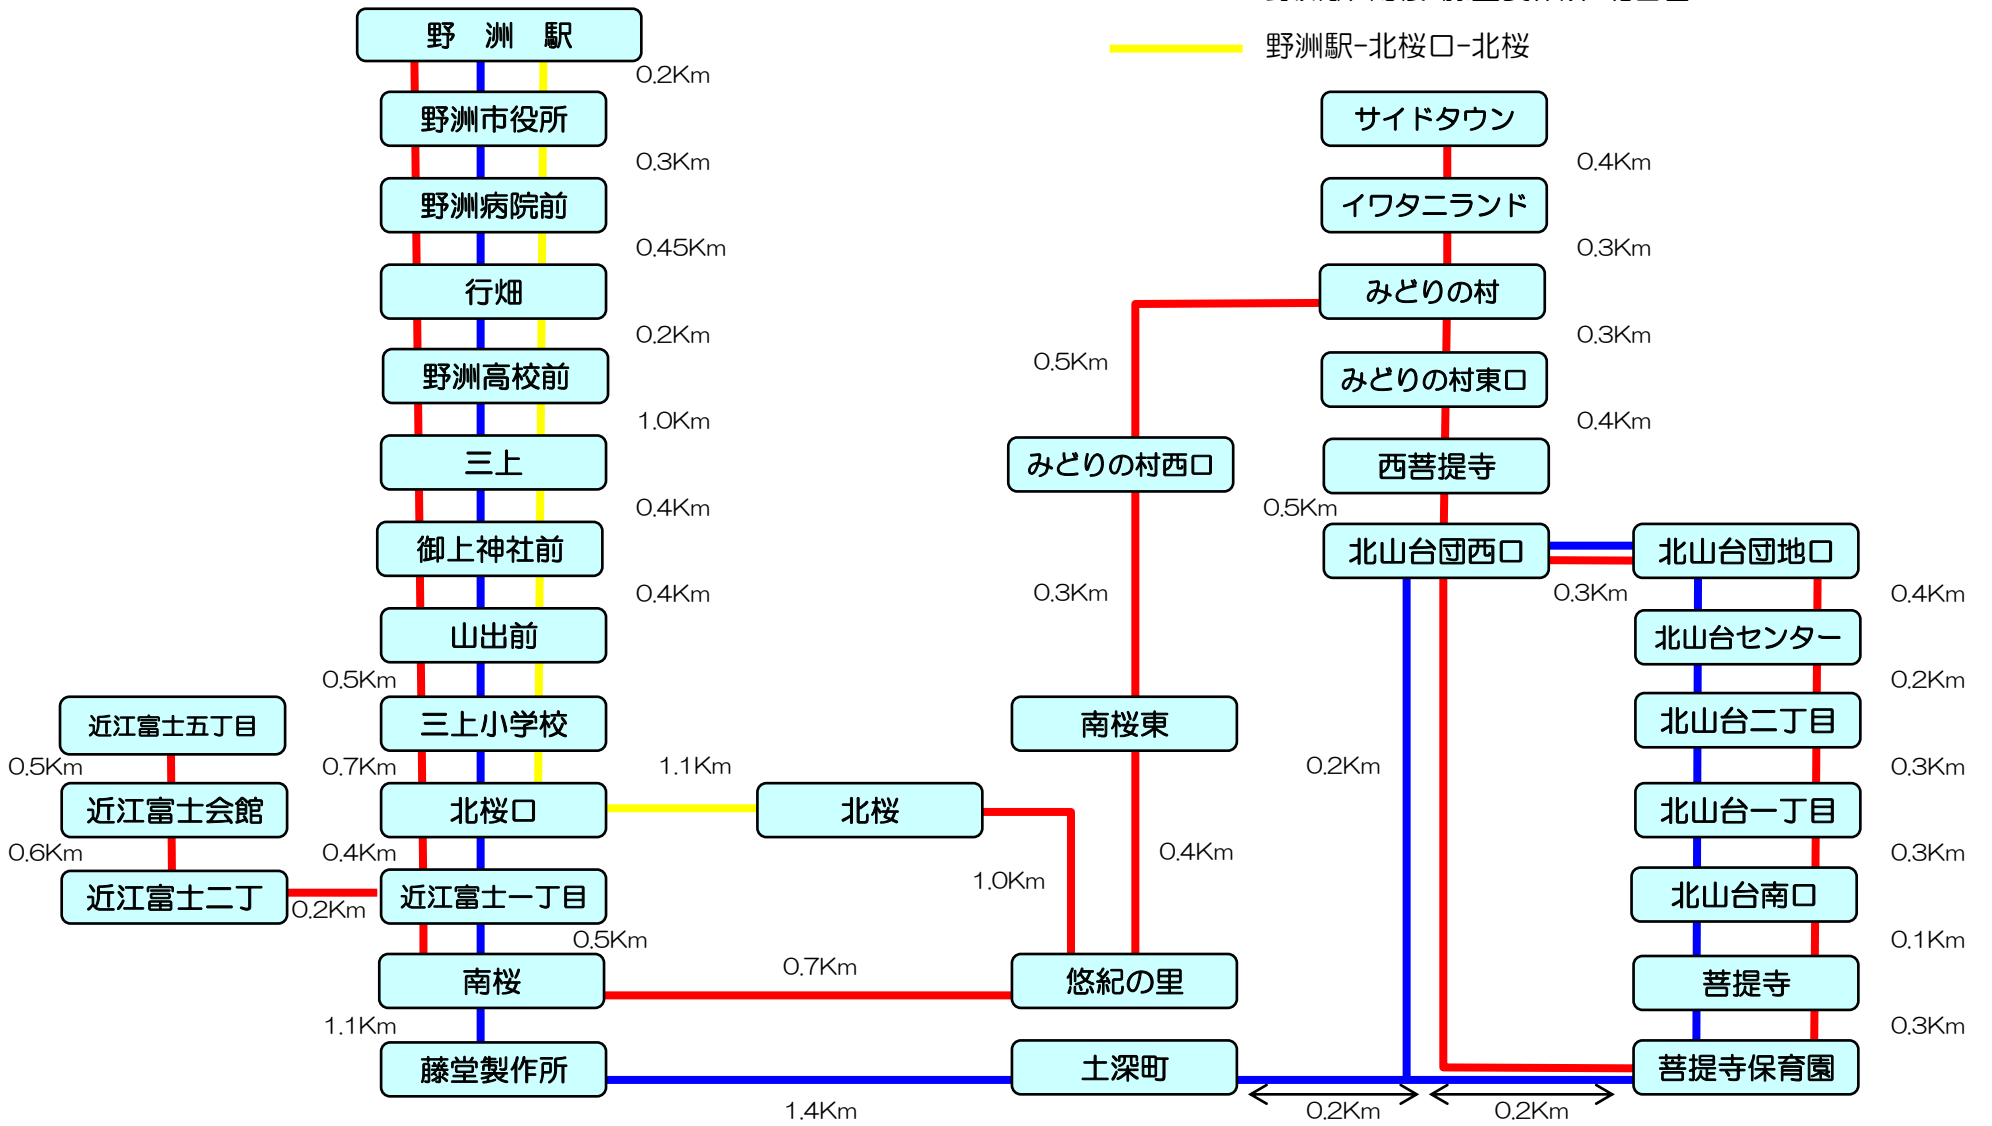 野洲駅-北桜口-北桜
野 洲 駅
0.2Km
野洲市役所
0.3Km
野洲病院前
0.45Km
行畑
0.2Km
野洲高校前
1.0Km
三上
0.4Km
御上神社前
0.4Km
山出前
0.5Km
三上小学校
0.7Km
北桜口
0.4Km
近江富士一丁目
0.5Km
南桜
1.1Km
藤堂製作所
近江富士五丁目
0.5Km
近江富士会館
0.6Km
近江富士二丁
0.2Km
1.1Km
北桜
1.0Km
0.7Km
1.4Km
0.5Km
みどりの村西口
0.3Km
南桜東
0.4Km
悠紀の里
土深町
サイドタウン
0.4Km
イワタニランド
0.3Km
みどりの村
0.3Km
みどりの村東口
0.4Km
西菩提寺
0.5Km
北山台団西口
0.3Km
0.2Km
0.2Km
0.2Km
北山台団地口
0.4Km
北山台センター
0.2Km
北山台二丁目
0.3Km
北山台一丁目
0.3Km
北山台南口
0.1Km
菩提寺
0.3Km
菩提寺保育園